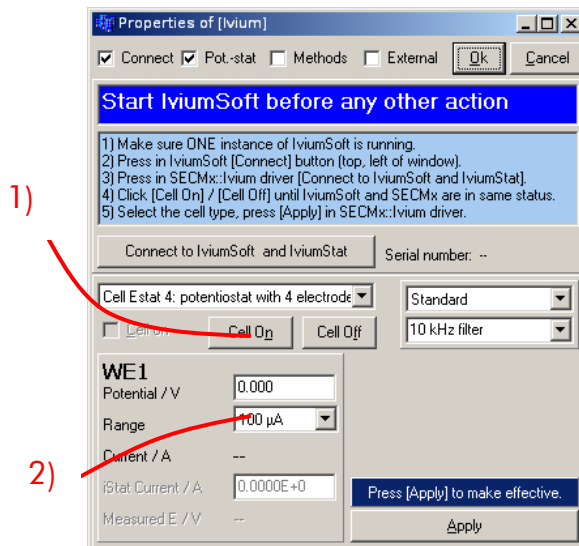 Properties of [Ivium]
Connect Pot.-stat Methods External Ok Cancel
Start IviumSoft before any other action
1) Make sure ONE instance of IviumSoft is running.
2) Press in IviumSoft [Connect] button (top, left of window).
3) Press in SECMx::Ivium driver [Connect to IviumSoft and IviumStat].
4) Click [Cell On] / [Cell Off] until IviumSoft and SECMx are in same status.
5) Select the cell type, press [Apply] in SECMx::Ivium driver.
1)
Connect to IviumSoft and IviumStat Serial number: --
Cell Estat 4: potentiostat with 4 electrode Standard
Cell on Cell On Cell Off 10 kHz filter
WE1
Potential / V 0.000
Range 100 µA
Current / A --
2)
iStat Current / A 0.0000E+0 Press [Apply] to make effective.
Measured E / V -- Apply